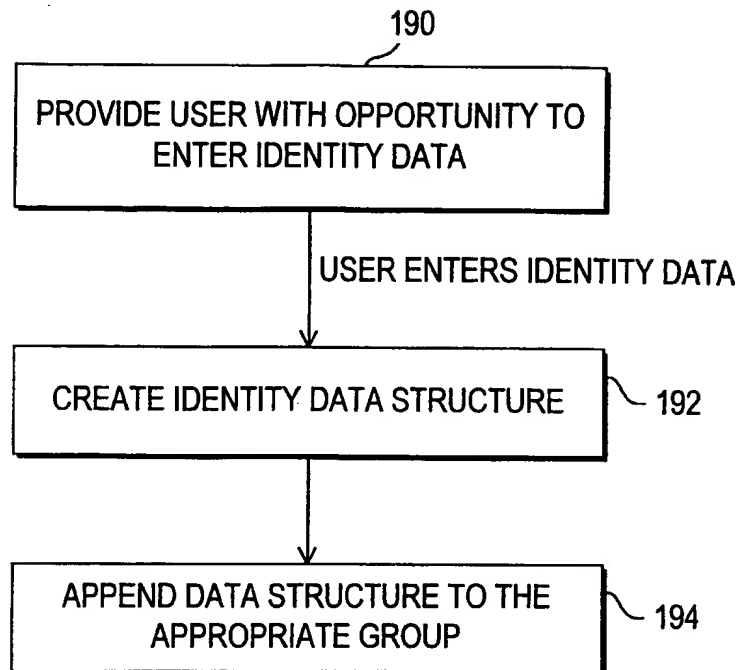 190
PROVIDE USER WITH OPPORTUNITY TO
ENTER IDENTITY DATA
USER ENTERS IDENTITY DATA
CREATE IDENTITY DATA STRUCTURE
192
APPEND DATA STRUCTURE TO THE
APPROPRIATE GROUP
194